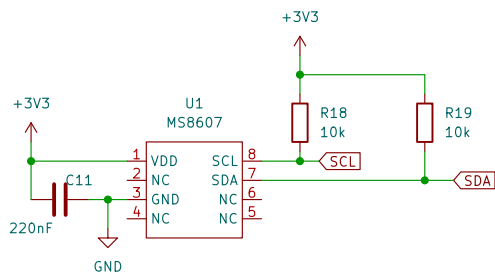 +3V3
+3V3
U1
MS8607
R18
10k
R19
10k
C11
220nF
1 VDD SCL 8
2 NC SDA 7
3 GND NC 6
4 NC NC 5
SCL
SDA
GND